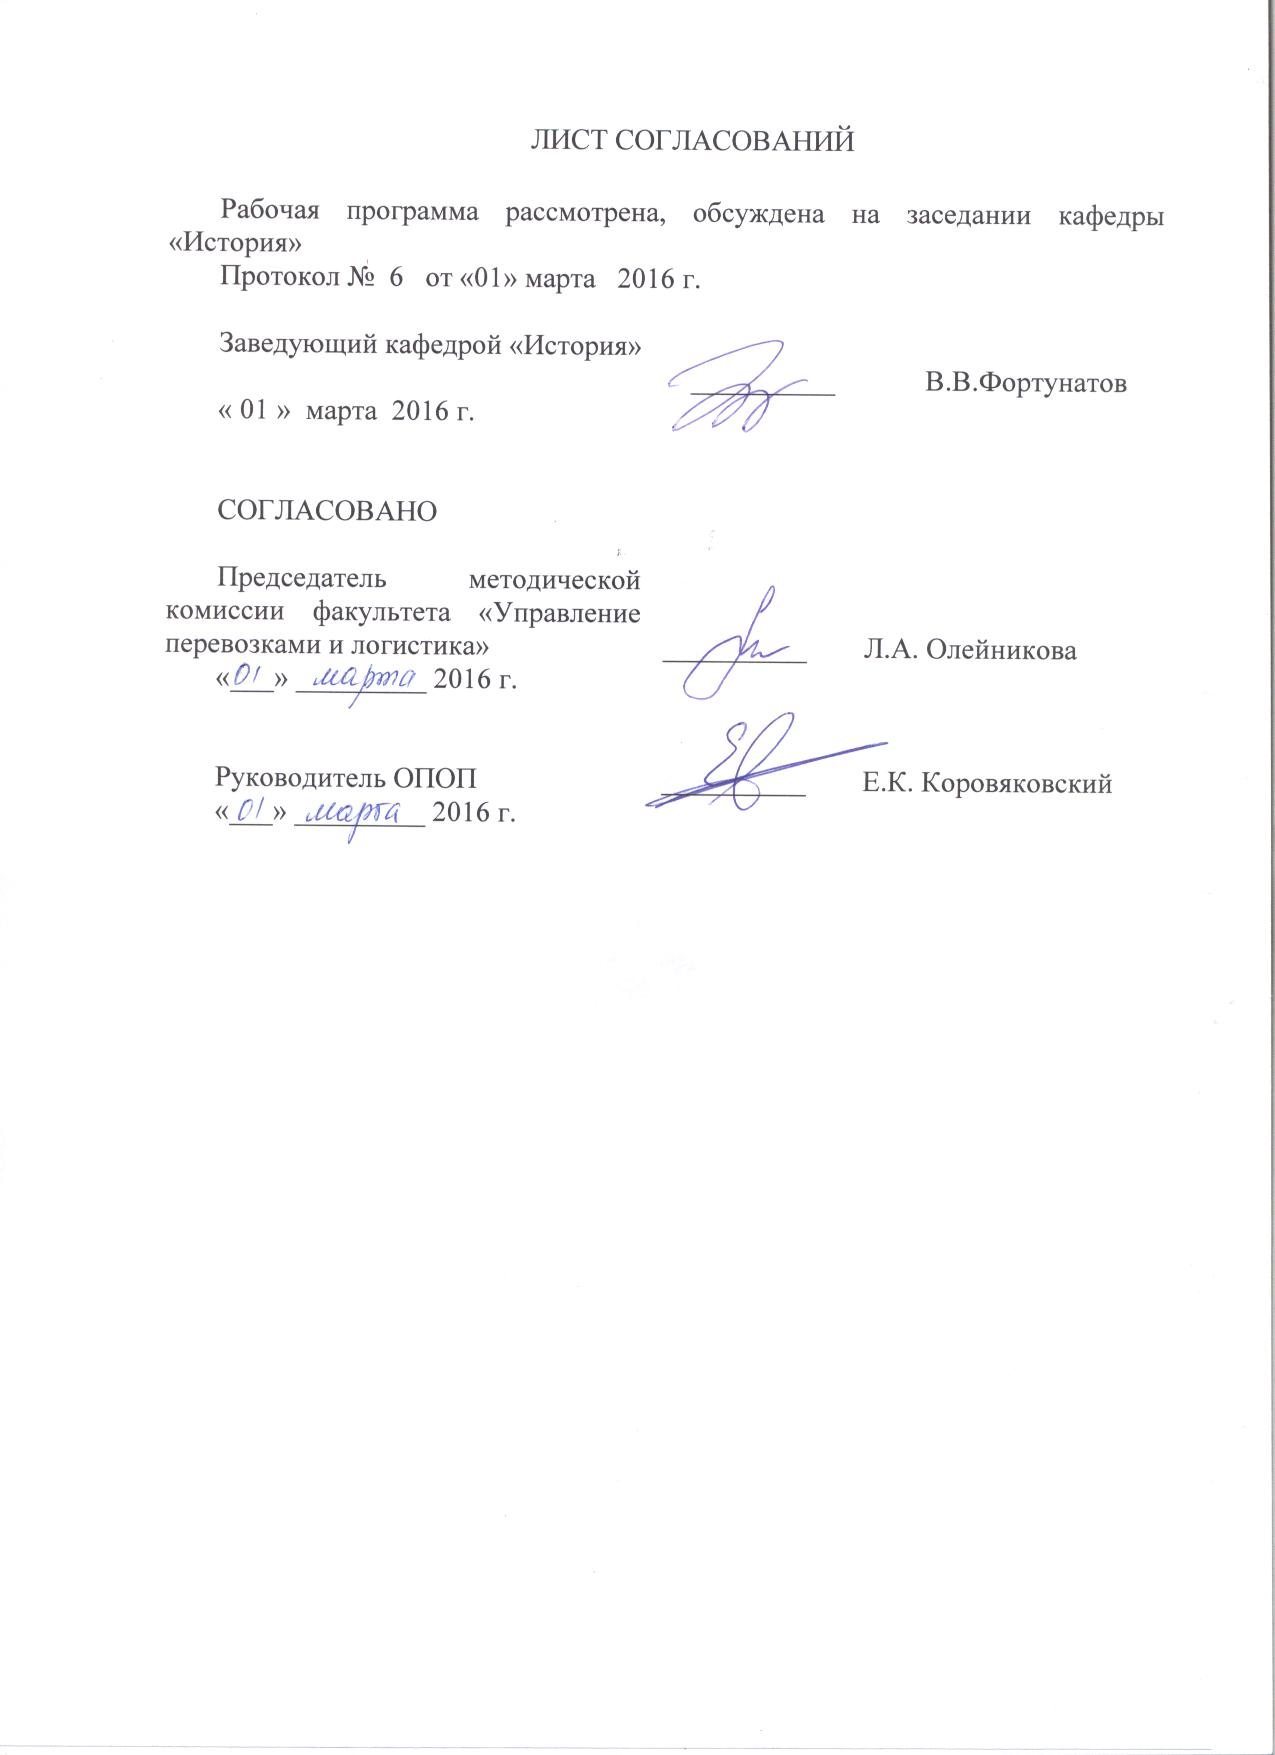 ЛИСТ СОГЛАСОВАНИЙ
Рабочая программа рассмотрена, обсуждена на заседании кафедры
«История»
Протокол № 6 от «01» марта 2016 г.
Заведующий кафедрой «История»
В.В.Фортунатов
« 01 » марта 2016 г.
СОГЛАСОВАНО
Председатель методической
комиссии факультета «Управление
перевозками и логистика»
Л.А. Олейникова
«01» марта 2016 г.
Руководитель ОПОП
Е.К. Коровяковский
«01» марта 2016 г.